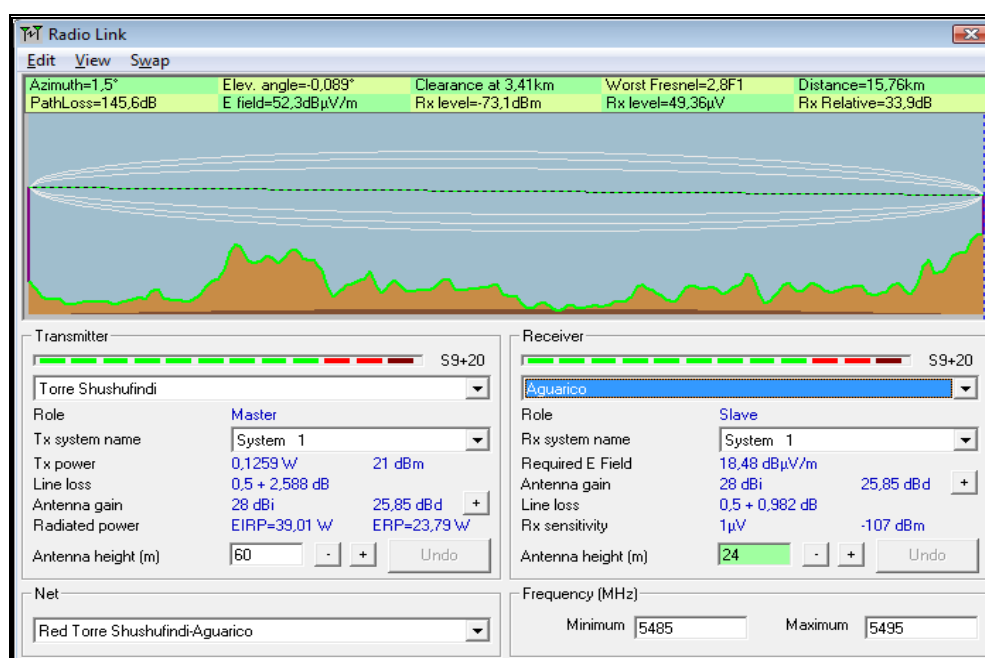 Radio Link
Edit View Swap
Azimuth=1,5° Elev. angle=-0,089° Clearance at 3,41km Worst Fresnel=2,8F1 Distance=15,76km
PathLoss=145,6dB E field=52,3dBµV/m Rx level=-73,1dBm Rx level=49,36µV Rx Relative=33,9dB
Transmitter
S9+20
Torre Shushufindi
Role Master
Tx system name System 1
Tx power 0,1259 W 21 dBm
Line loss 0,5 + 2,588 dB
Antenna gain 28 dBi 25,85 dBd +
Radiated power EIRP=39,01 W ERP=23,79 W
Antenna height (m) 60 - + Undo
Receiver
S9+20
Aguarico
Role Slave
Rx system name System 1
Required E Field 18,48 dBµV/m
Antenna gain 28 dBi 25,85 dBd +
Line loss 0,5 + 0,982 dB
Rx sensitivity 1µV -107 dBm
Antenna height (m) 24 - + Undo
Net
Red Torre Shushufindi-Aguarico
Frequency (MHz)
Minimum 5485 Maximum 5495